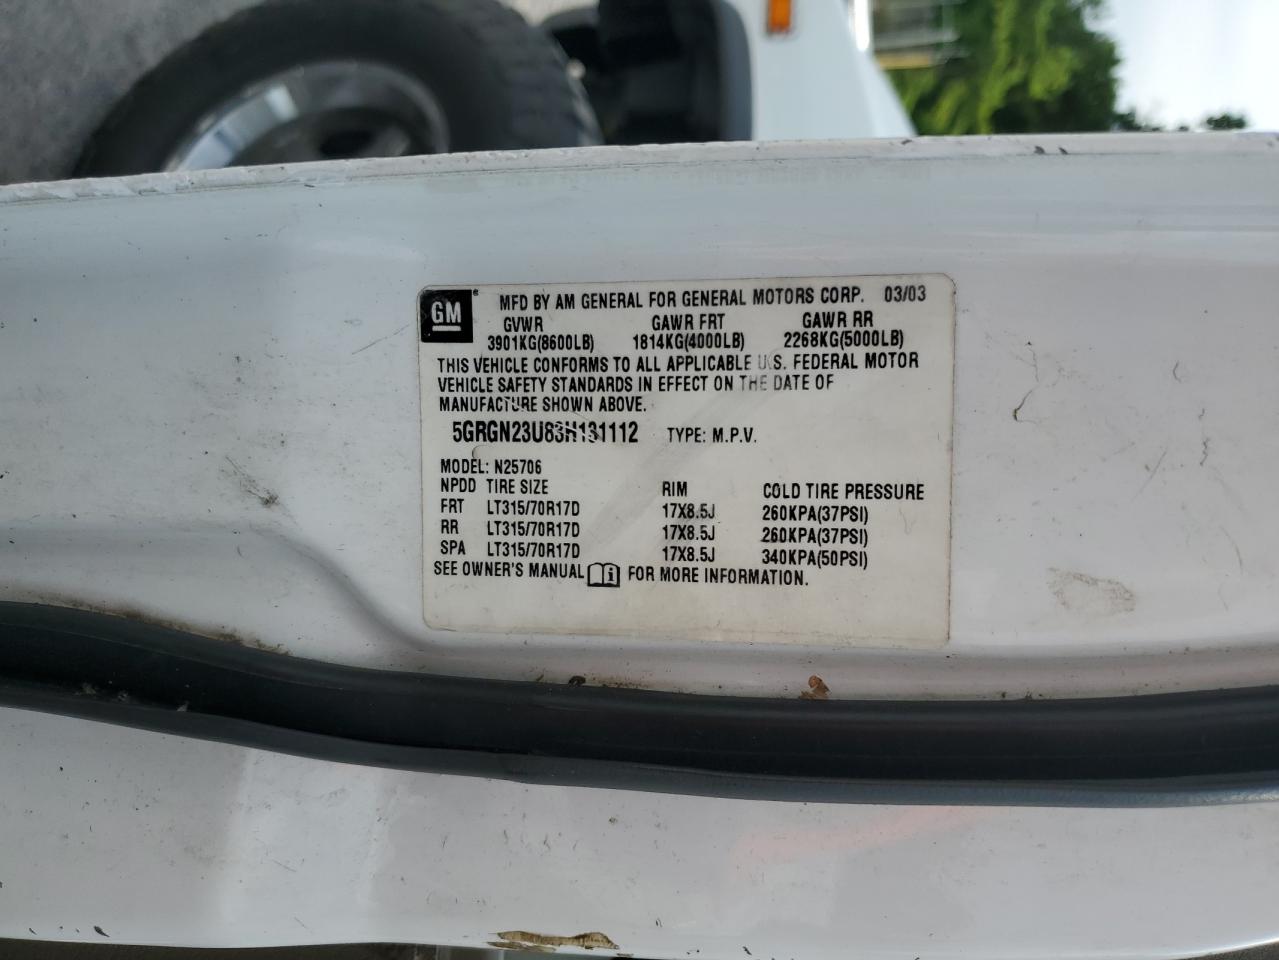 GM MFD BY AM GENERAL FOR GENERAL MOTORS CORP. 03/03
GVWR GAWR FRT GAWR RR
3901KG(8600LB) 1814KG(4000LB) 2268KG(5000LB)
THIS VEHICLE CONFORMS TO ALL APPLICABLE U.S. FEDERAL MOTOR
VEHICLE SAFETY STANDARDS IN EFFECT ON THE DATE OF
MANUFACTURE SHOWN ABOVE.
5GRGN23U83H131112 TYPE: M.P.V.
MODEL: N25706
NPDD TIRE SIZE RIM COLD TIRE PRESSURE
FRT LT315/70R17D 17X8.5J 260KPA(37PSI)
RR LT315/70R17D 17X8.5J 260KPA(37PSI)
SPA LT315/70R17D 17X8.5J 340KPA(50PSI)
SEE OWNER'S MANUAL i FOR MORE INFORMATION.